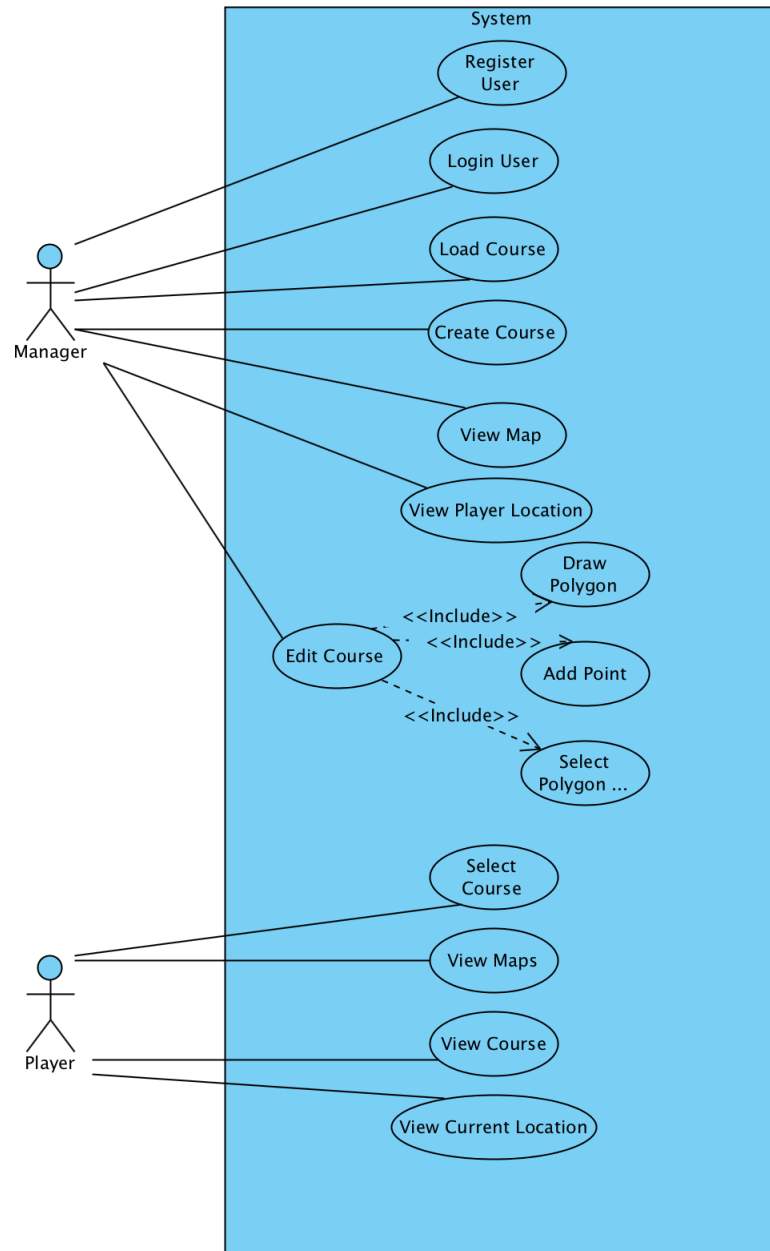 System
Register
User
Login User
Load Course
Create Course
Manager
View Map
View Player Location
Draw
Polygon
<<Include>>
<<Include>>
Edit Course
Add Point
<<Include>>
Select
Polygon ...
Select
Course
View Maps
View Course
Player
View Current Location